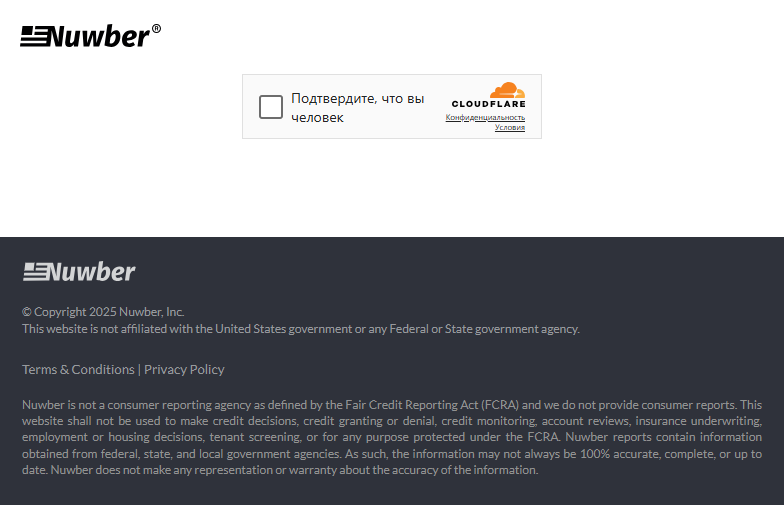 Nuwber®
Подтвердите, что вы
человек
CLOUDFLARE
Конфиденциальность
Условия
Nuwber
© Copyright 2025 Nuwber, Inc.
This website is not affiliated with the United States government or any Federal or State government agency.
Terms & Conditions | Privacy Policy
Nuwber is not a consumer reporting agency as defined by the Fair Credit Reporting Act (FCRA) and we do not provide consumer reports. This
website shall not be used to make credit decisions, credit granting or denial, credit monitoring, account reviews, insurance underwriting,
employment or housing decisions, tenant screening, or for any purpose protected under the FCRA. Nuwber reports contain information
obtained from federal, state, and local government agencies. As such, the information may not always be 100% accurate, complete, or up to
date. Nuwber does not make any representation or warranty about the accuracy of the information.